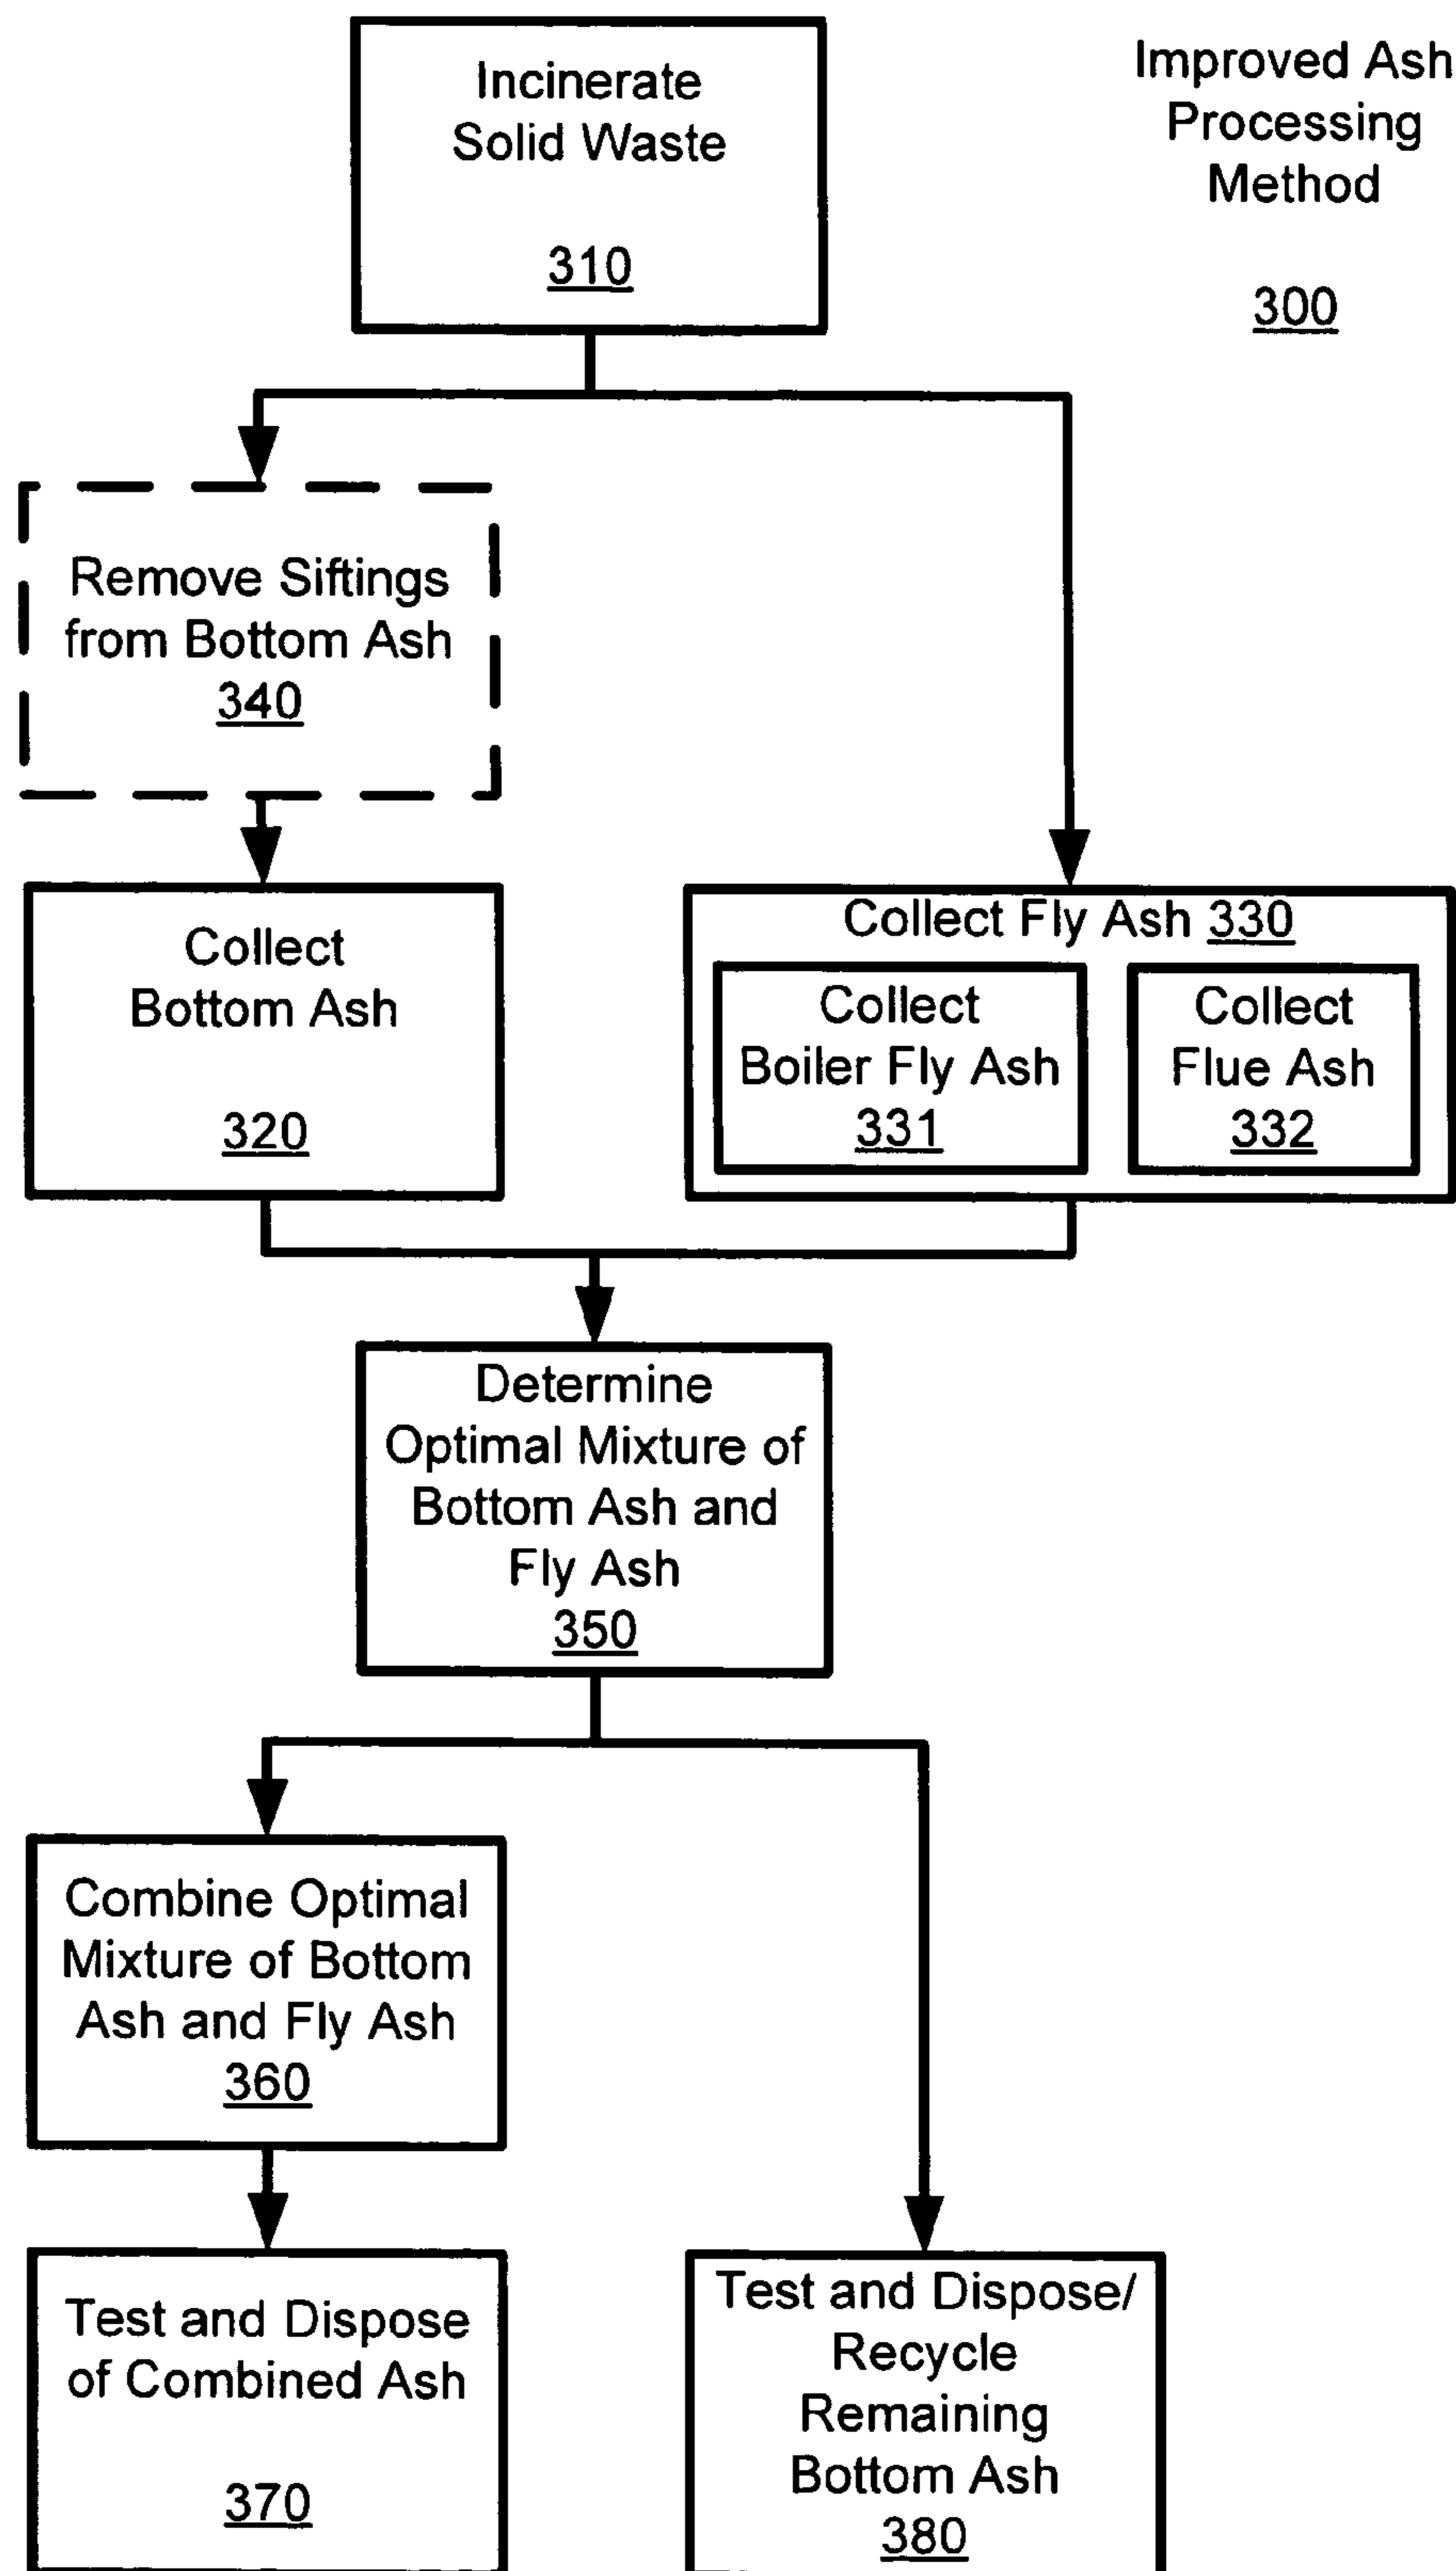 Incinerate
Solid Waste
310
Improved Ash
Processing
Method
300
Remove Siftings
from Bottom Ash
340
Collect
Bottom Ash
320
Collect Fly Ash 330
Collect
Boiler Fly Ash
331
Collect
Flue Ash
332
Determine
Optimal Mixture of
Bottom Ash and
Fly Ash
350
Combine Optimal
Mixture of Bottom
Ash and Fly Ash
360
Test and Dispose
of Combined Ash
370
Test and Dispose/
Recycle
Remaining
Bottom Ash
380